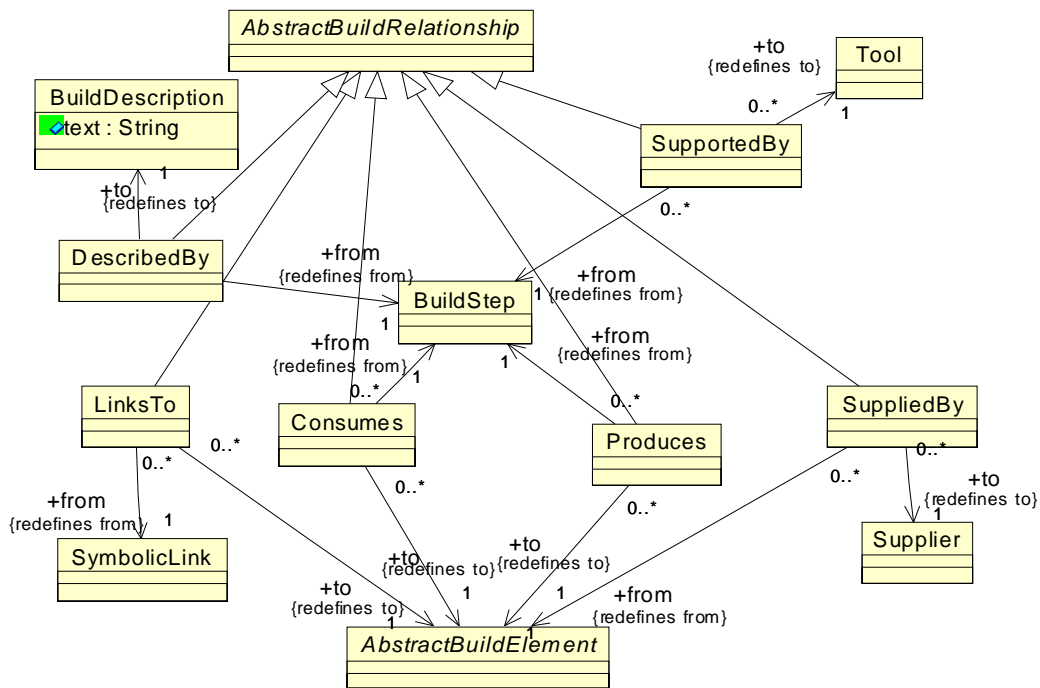 AbstractBuildRelationship
+to
{redefines to}
Tool
BuildDescription
text : String
0..*
1
SupportedBy
1
+to
{redefines to}
0..*
DescribedBy
+from
{redefines from}
+from
{redefines from}
BuildStep
1
1
+from
{redefines from}
+from
{redefines from}
1
1
LinksTo
0..*
0..*
SuppliedBy
Consumes
Produces
0..*
0..*
0..*
0..*
0..*
+from
{redefines from}
1
0..*
0..*
+to
{redefines to}
1
SymbolicLink
+to
{redefines to}
+to
{redefines to}
Supplier
+to
{redefines to}
1
1
+from
{redefines from}
1
1
AbstractBuildElement